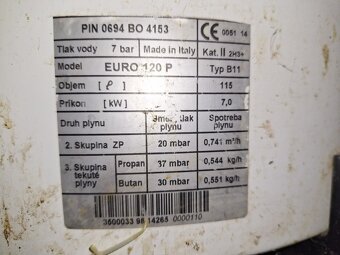 PIN 0694 BO 4153 CE 0051 14
Tlak vody 7 bar Made in Italy Kat. II 2H3+
Model EURO 120 P Typ B11
Objem [ ℓ ] 115
Příkon [ kW ] 7,0
Druh plynu tlak plynu Spotřeba plynu
2. Skupina ZP 20 mbar 0,741 m³/h
3. Skupina tekuté plyny Propan 37 mbar 0,544 kg/h
Butan 30 mbar 0,551 kg/h
3500033 98 14265 0000110